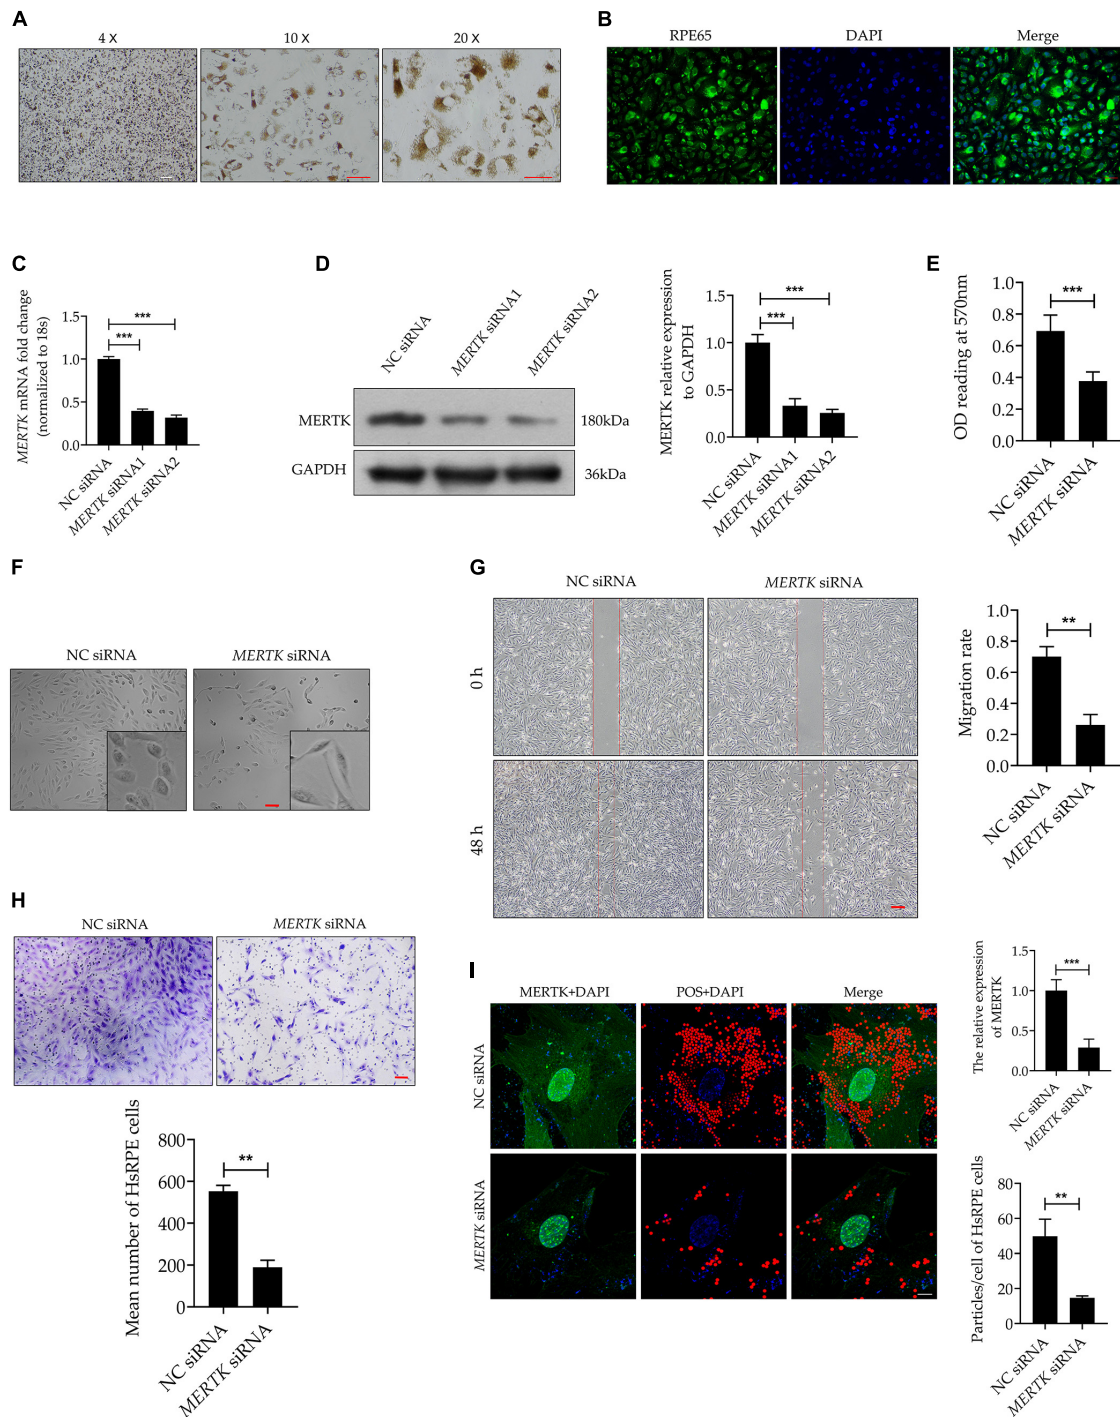 A
4 X
10 X
20 X
B
RPE65
DAPI
Merge
C
MERTK mRNA fold change
(normalized to 18s)
1.5
1.0
0.5
0.0
***
***
NC siRNA
MERTK siRNA1
MERTK siRNA2
D
NC siRNA
MERTK siRNA1
MERTK siRNA2
MERTK
180kDa
GAPDH
36kDa
MERTK relative expression
to GAPDH
1.5
1.0
0.5
0.0
***
***
NC siRNA
MERTK siRNA1
MERTK siRNA2
E
OD reading at 570nm
0.8
0.6
0.4
0.2
0.0
***
NC siRNA
MERTK siRNA
F
NC siRNA
MERTK siRNA
G
NC siRNA
MERTK siRNA
0 h
48 h
Migration rate
1.0
0.8
0.6
0.4
0.2
0.0
**
NC siRNA
MERTK siRNA
H
NC siRNA
MERTK siRNA
Mean number of HsRPE cells
800
600
400
200
0
**
NC siRNA
MERTK siRNA
I
MERTK+DAPI
POS+DAPI
Merge
NC siRNA
MERTK siRNA
The relative expression
of MERTK
1.5
1.0
0.5
0.0
***
NC siRNA
MERTK siRNA
Particles/cell of HsRPE cells
80
60
40
20
0
**
NC siRNA
MERTK siRNA